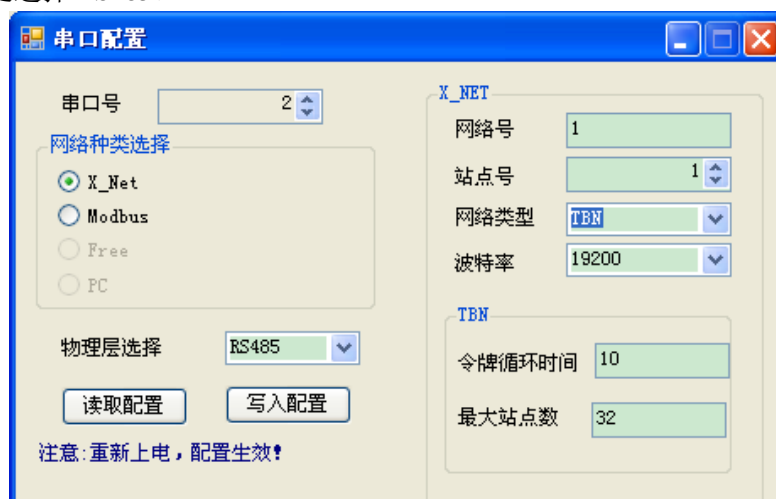 串口配置
串口号 2
网络种类选择
X_Net
Modbus
Free
PC
物理层选择 RS485
读取配置 写入配置
注意:重新上电,配置生效!
X_NET
网络号 1
站点号 1
网络类型 TBN
波特率 19200
TBN
令牌循环时间 10
最大站点数 32